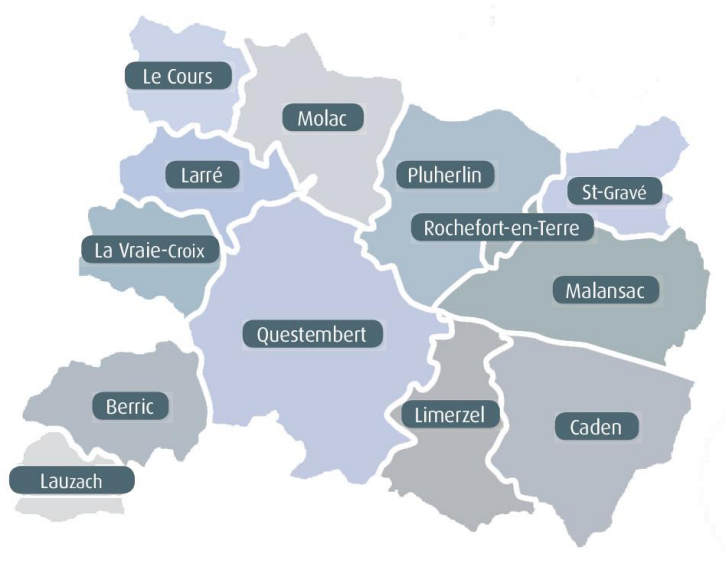 Le Cours
Molac
Larré
Pluherlin
St-Gravé
Rochefort-en-Terre
La Vraie-Croix
Malansac
Questembert
Berric
Limerzel
Caden
Lauzach